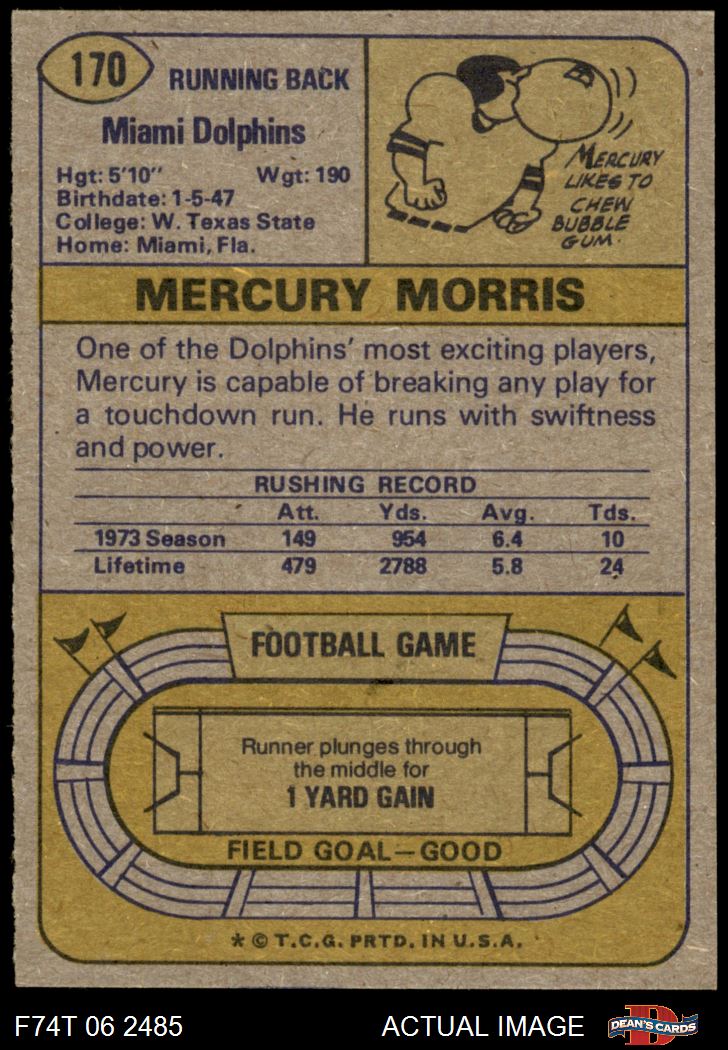 170
RUNNING BACK
Miami Dolphins
Hgt: 5'10" Wgt: 190
Birthdate: 1-5-47
College: W. Texas State
Home: Miami, Fla.
MERCURY
LIKES TO
CHEW
BUBBLE
GUM.
MERCURY MORRIS
One of the Dolphins' most exciting players,
Mercury is capable of breaking any play for
a touchdown run. He runs with swiftness
and power.
RUSHING RECORD
Att. Yds. Avg. Tds.
1973 Season 149 954 6.4 10
Lifetime 479 2788 5.8 24
FOOTBALL GAME
Runner plunges through
the middle for
1 YARD GAIN
FIELD GOAL—GOOD
* © T.C.G. PRTD. IN U.S.A.
F74T 06 2485 ACTUAL IMAGE D DEAN'S CARDS